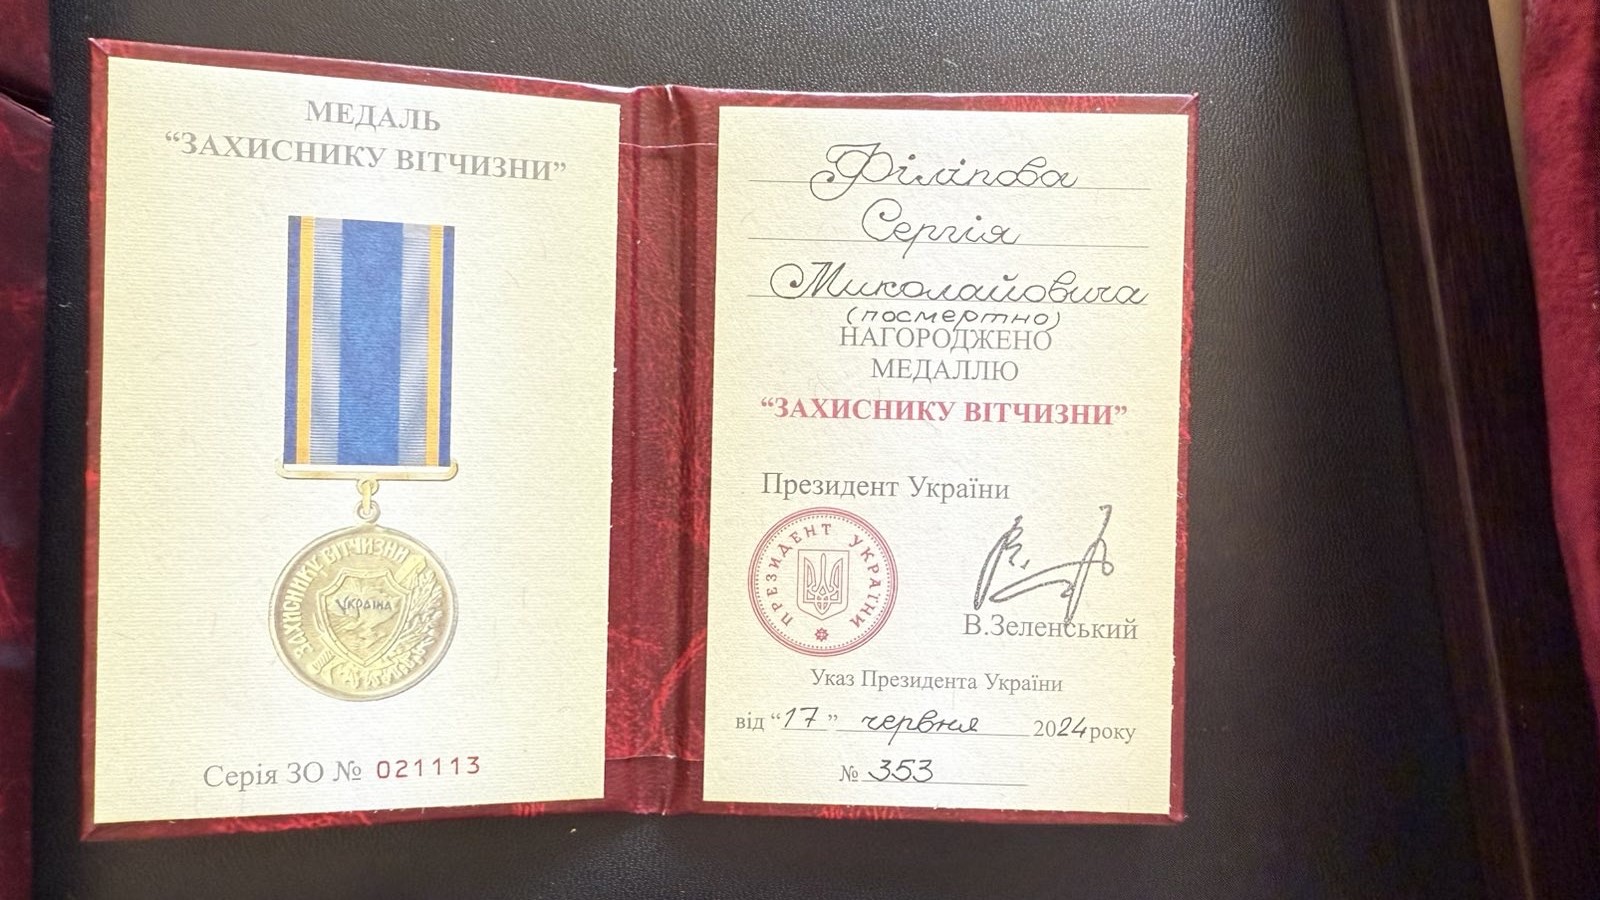 МЕДАЛЬ
“ЗАХИСНИКУ ВІТЧИЗНИ”
ЗАХИСНИКУ ВІТЧИЗНИ
УКРАЇНА
Серія ЗО № 021113
Філіпова
Сергія
Миколайовича
(посмертно)
НАГОРОДЖЕНО
МЕДАЛЛЮ
“ЗАХИСНИКУ ВІТЧИЗНИ”
Президент України
ПРЕЗИДЕНТ УКРАЇНИ
В.Зеленський
Указ Президента України
від “17” червня 2024 року
№ 353